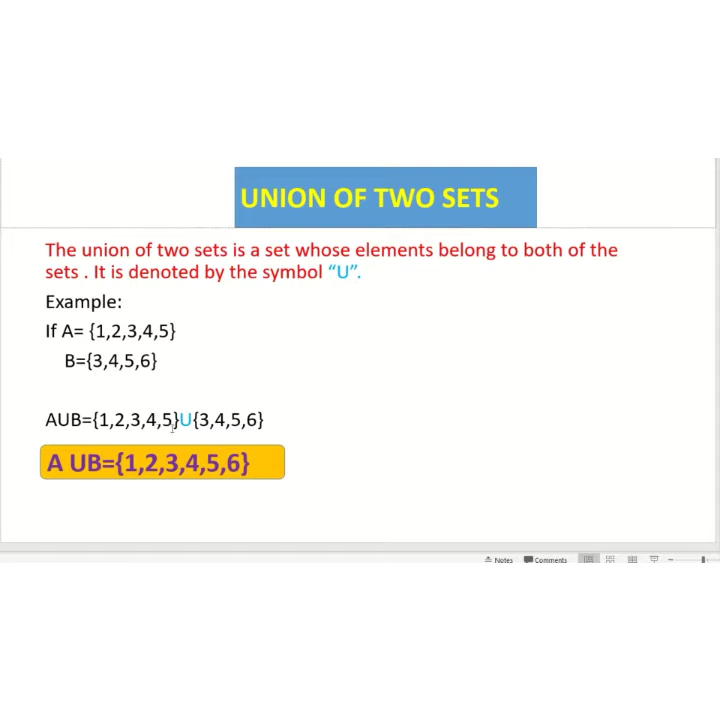 UNION OF TWO SETS
The union of two sets is a set whose elements belong to both of the
sets . It is denoted by the symbol “U”.
Example:
If A= {1,2,3,4,5}
B={3,4,5,6}
AUB={1,2,3,4,5}U{3,4,5,6}
A UB={1,2,3,4,5,6}
Notes Comments